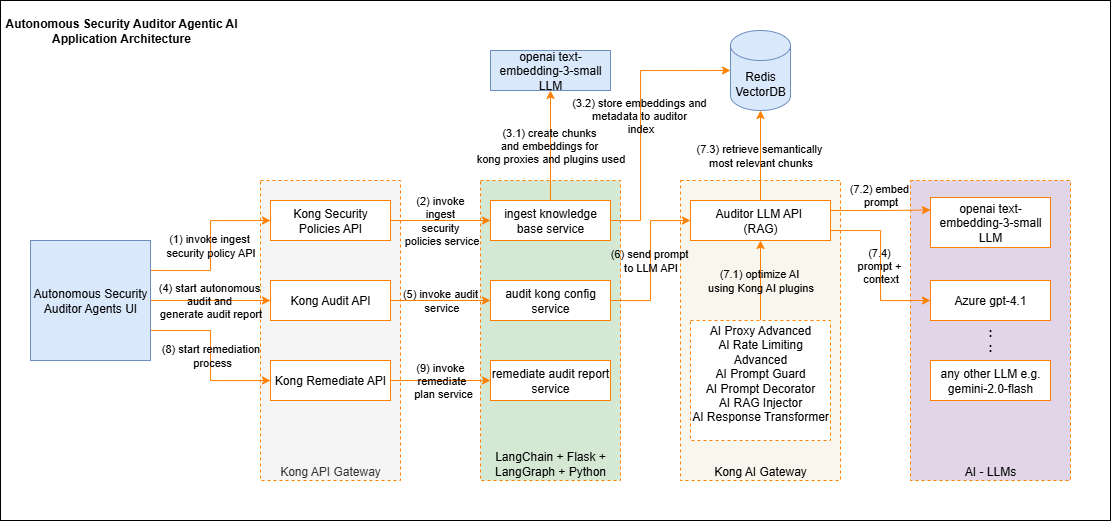 Autonomous Security Auditor Agentic AI
Application Architecture
openai text-
embedding-3-small
LLM
Redis
VectorDB
(3.2) store embeddings and
metadata to auditor
index
(3.1) create chunks
and embeddings for
kong proxies and plugins used
(7.3) retrieve semantically
most relevant chunks
Autonomous Security
Auditor Agents UI
(1) invoke ingest
security policy API
(4) start autonomous
audit and
generate audit report
(8) start remediation
process
Kong Security
Policies API
Kong Audit API
Kong Remediate API
Kong API Gateway
(2) invoke
ingest
security
policies service
(5) invoke audit
service
(9) invoke
remediate
plan service
ingest knowledge
base service
audit kong config
service
remediate audit report
service
LangChain + Flask +
LangGraph + Python
(6) send prompt
to LLM API
Auditor LLM API
(RAG)
(7.1) optimize AI
using Kong AI plugins
AI Proxy Advanced
AI Rate Limiting
Advanced
AI Prompt Guard
AI Prompt Decorator
AI RAG Injector
AI Response Transformer
Kong AI Gateway
(7.2) embed
prompt
(7.4)
prompt +
context
openai text-
embedding-3-small
LLM
Azure gpt-4.1
any other LLM e.g.
gemini-2.0-flash
AI - LLMs